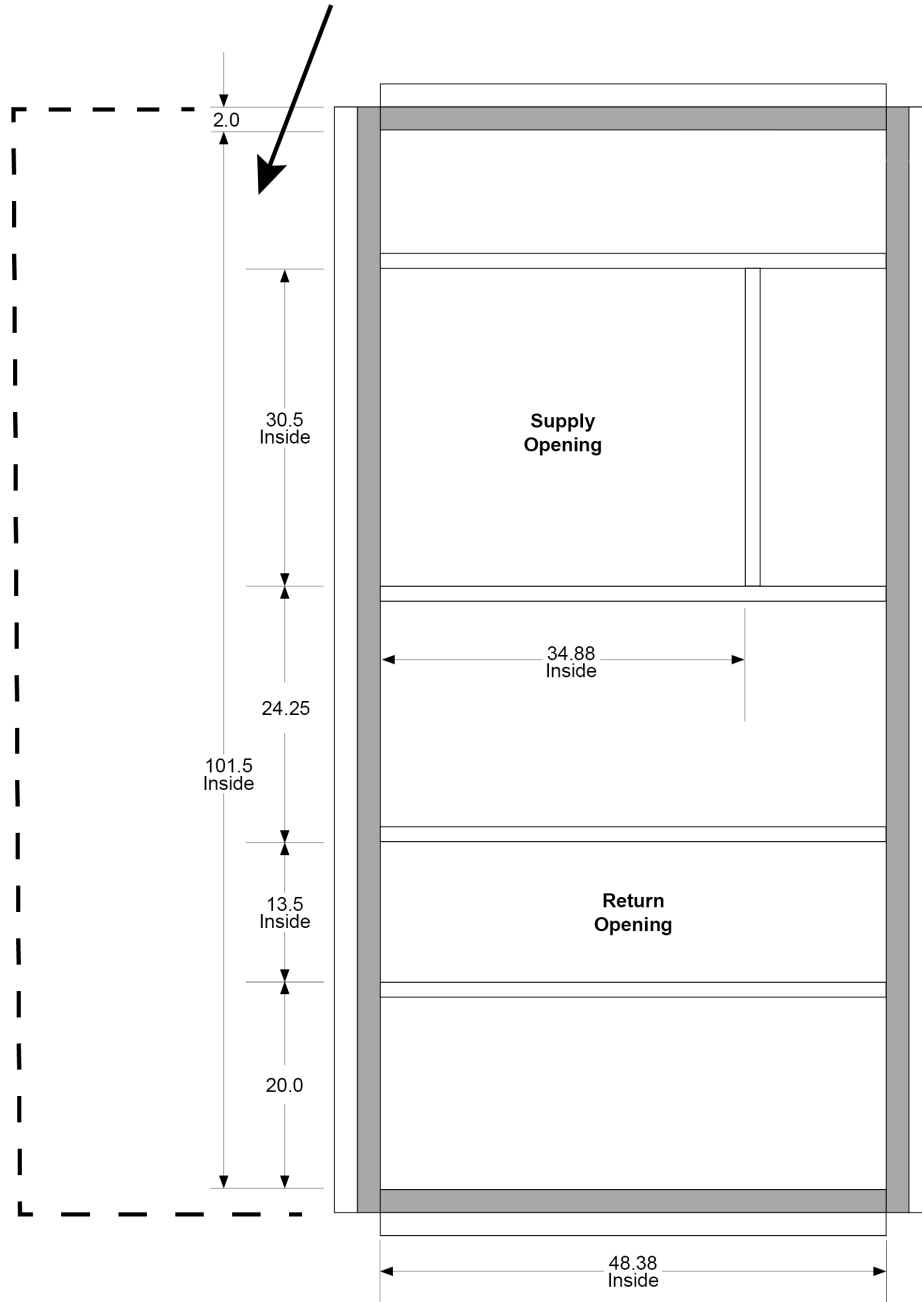 2.0
30.5
Inside
Supply
Opening
34.88
Inside
24.25
101.5
Inside
13.5
Inside
Return
Opening
20.0
48.38
Inside